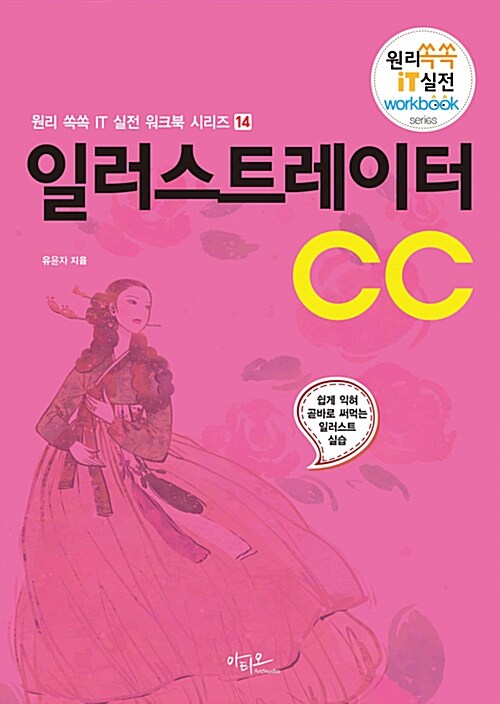 원리쏙쏙
iT실전
workbook
series
원리 쏙쏙 IT 실전 워크북 시리즈 14
일러스트레이터
CC
유윤자 지음
쉽게 익혀
곧바로 써먹는
일러스트
실습
아티오
ArtStudio